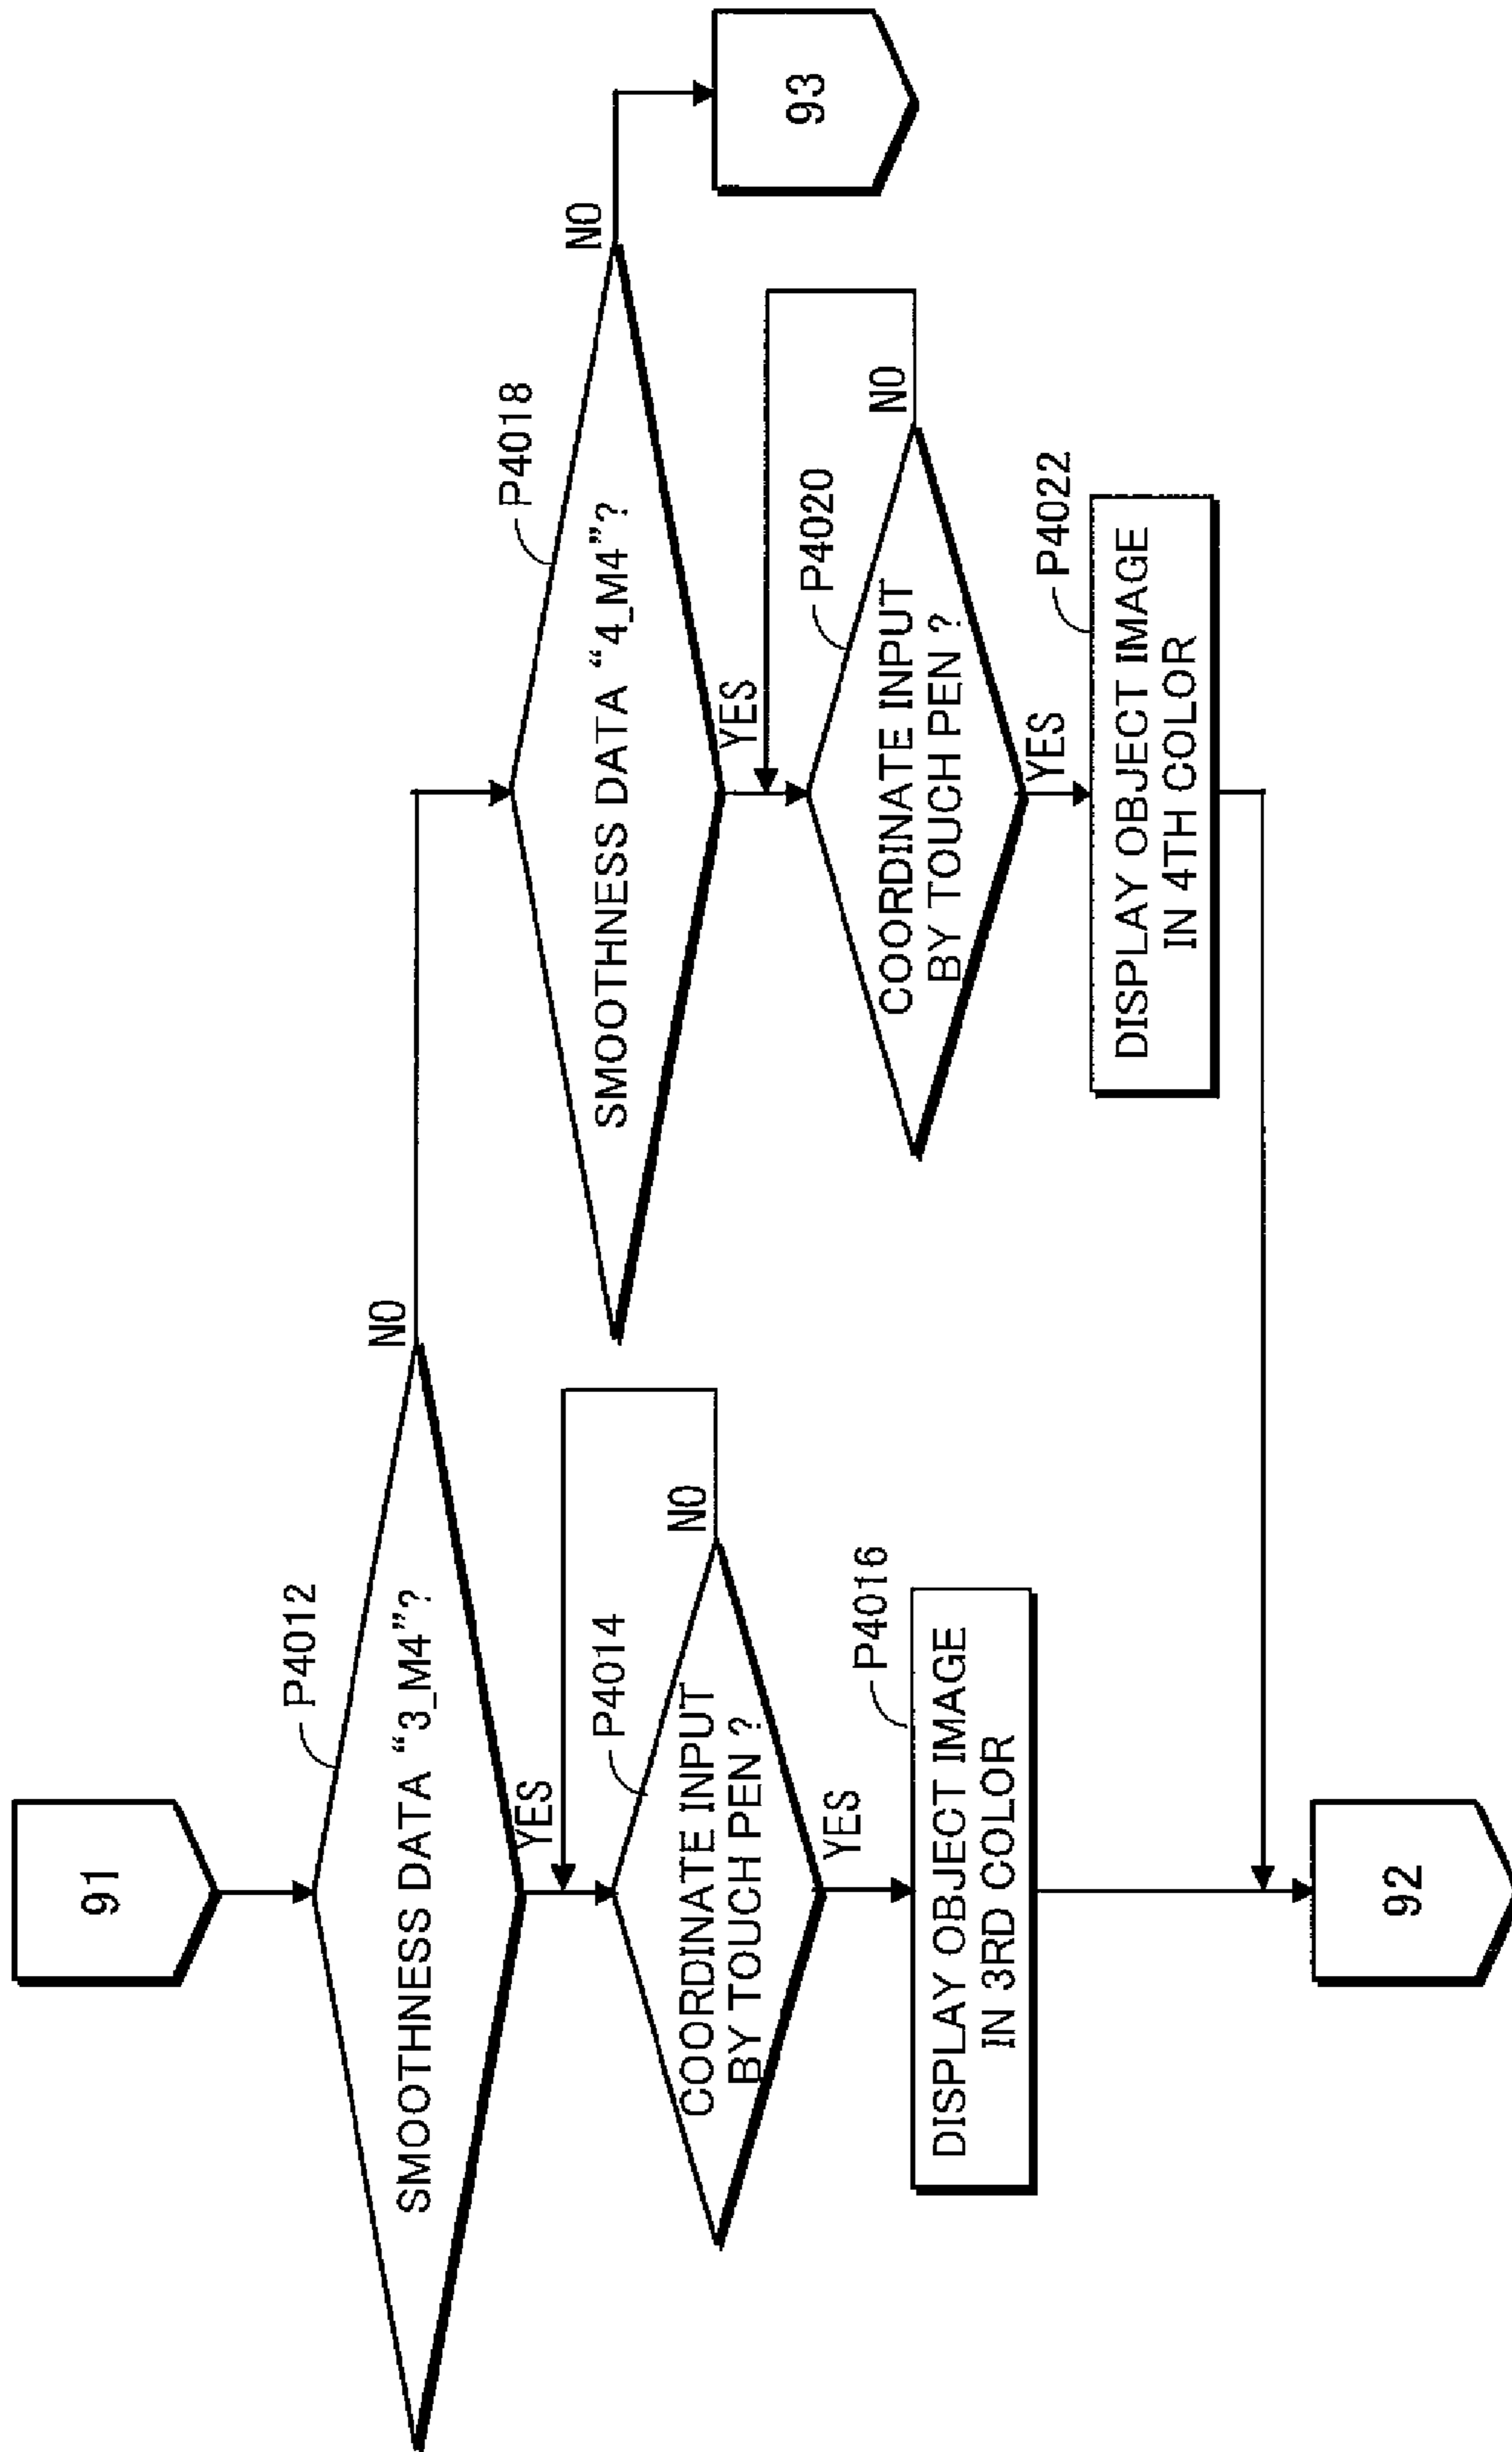 91
P4012
SMOOTHNESS DATA “3_M4”?
NO
YES
P4014
COORDINATE INPUT
BY TOUCH PEN ?
NO
YES
P4016
DISPLAY OBJECT IMAGE
IN 3RD COLOR
92
P4018
SMOOTHNESS DATA “4_M4”?
NO
93
YES
P4020
COORDINATE INPUT
BY TOUCH PEN ?
NO
YES
P4022
DISPLAY OBJECT IMAGE
IN 4TH COLOR